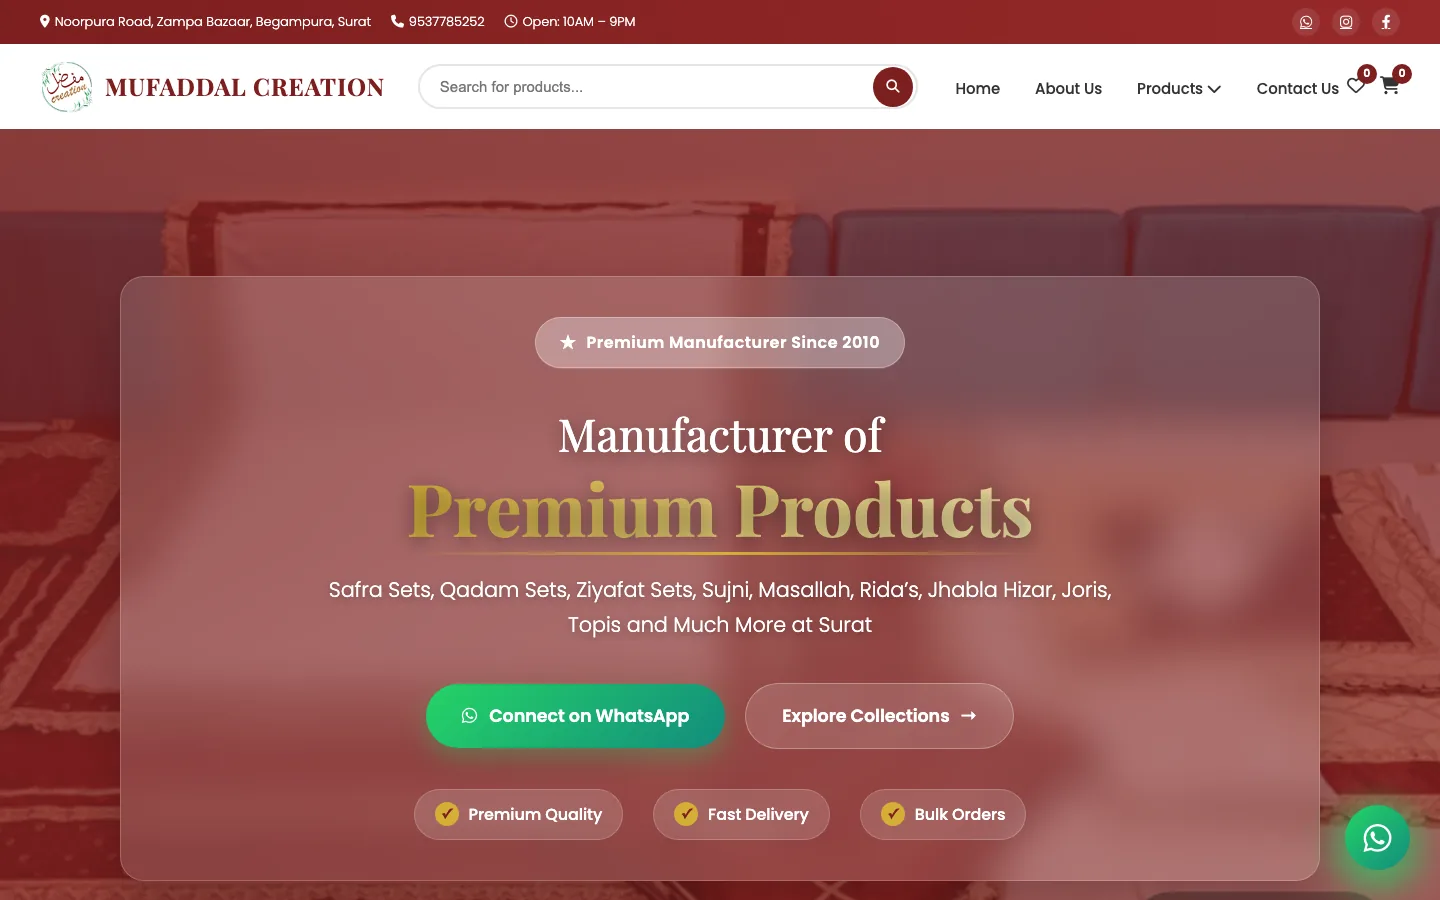 Noorpura Road, Zampa Bazaar, Begampura, Surat
9537785252
Open: 10AM – 9PM
مفضل
creation
MUFADDAL CREATION
Search for products...
Home
About Us
Products
Contact Us
0
0
★ Premium Manufacturer Since 2010
Manufacturer of
Premium Products
Safra Sets, Qadam Sets, Ziyafat Sets, Sujni, Masallah, Rida’s, Jhabla Hizar, Joris,
Topis and Much More at Surat
Connect on WhatsApp
Explore Collections →
✓ Premium Quality
✓ Fast Delivery
✓ Bulk Orders